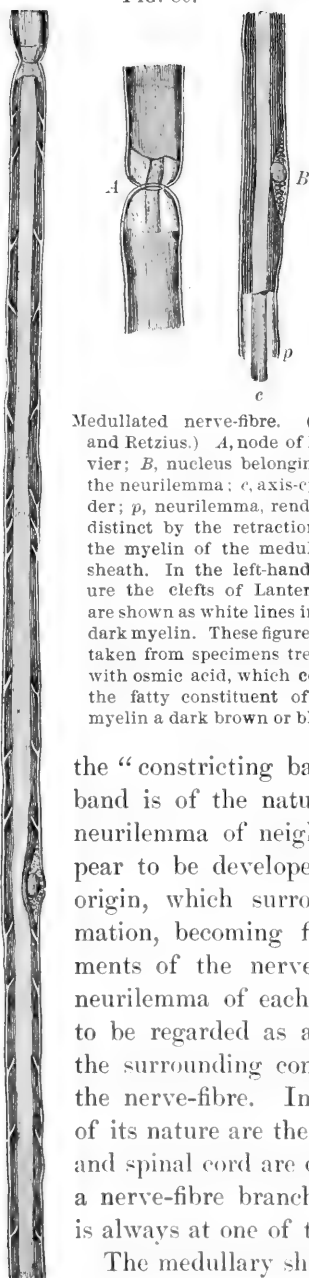 A
B
p
c
Medullated nerve-fibre.
and Retzius.) A, node of
vier; B, nucleus belongin
the neurilemma; c, axis-c
der; p, neurilemma, rend
distinct by the retraction
the myelin of the medul
sheath. In the left-hand
ure the clefts of Lanter
are shown as white lines in
dark myelin. These figure
taken from specimens tre
with osmic acid, which c
the fatty constituent of
myelin a dark brown or bl
the “constricting ba
band is of the natu
neurilemma of neig
pear to be develope
origin, which surro
mation, becoming f
ments of the nerve
neurilemma of each
to be regarded as a
the surrounding con
the nerve-fibre. In
of its nature are the
and spinal cord are
a nerve-fibre branch
is always at one of t
The medullary sh